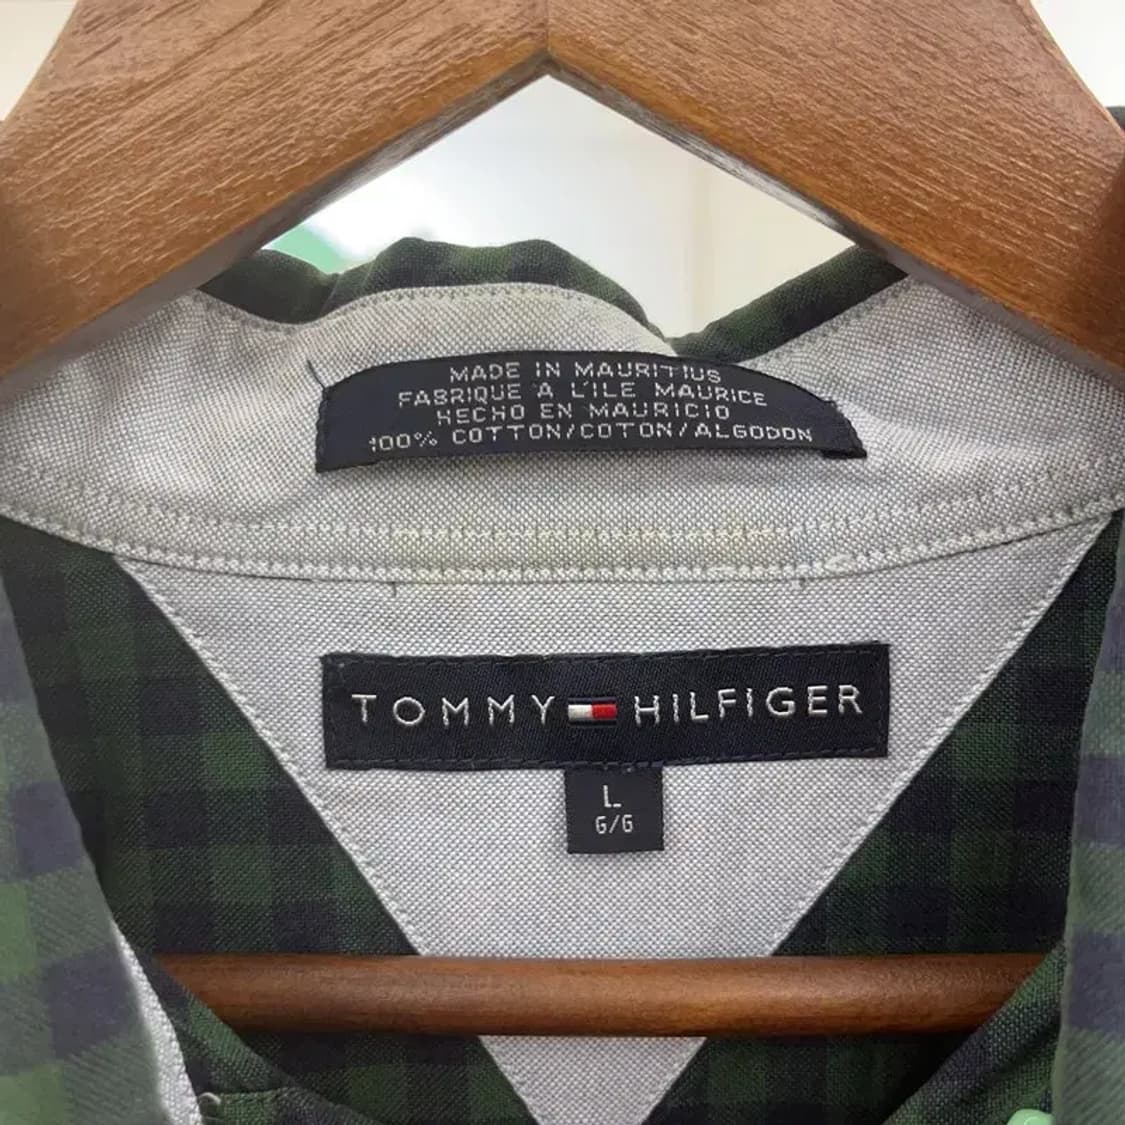 MADE IN MAURITIUS
FABRIQUE A L'ILE MAURICE
HECHO EN MAURICIO
100% COTTON/COTON/ALGODON
TOMMY HILFIGER
L
G/G